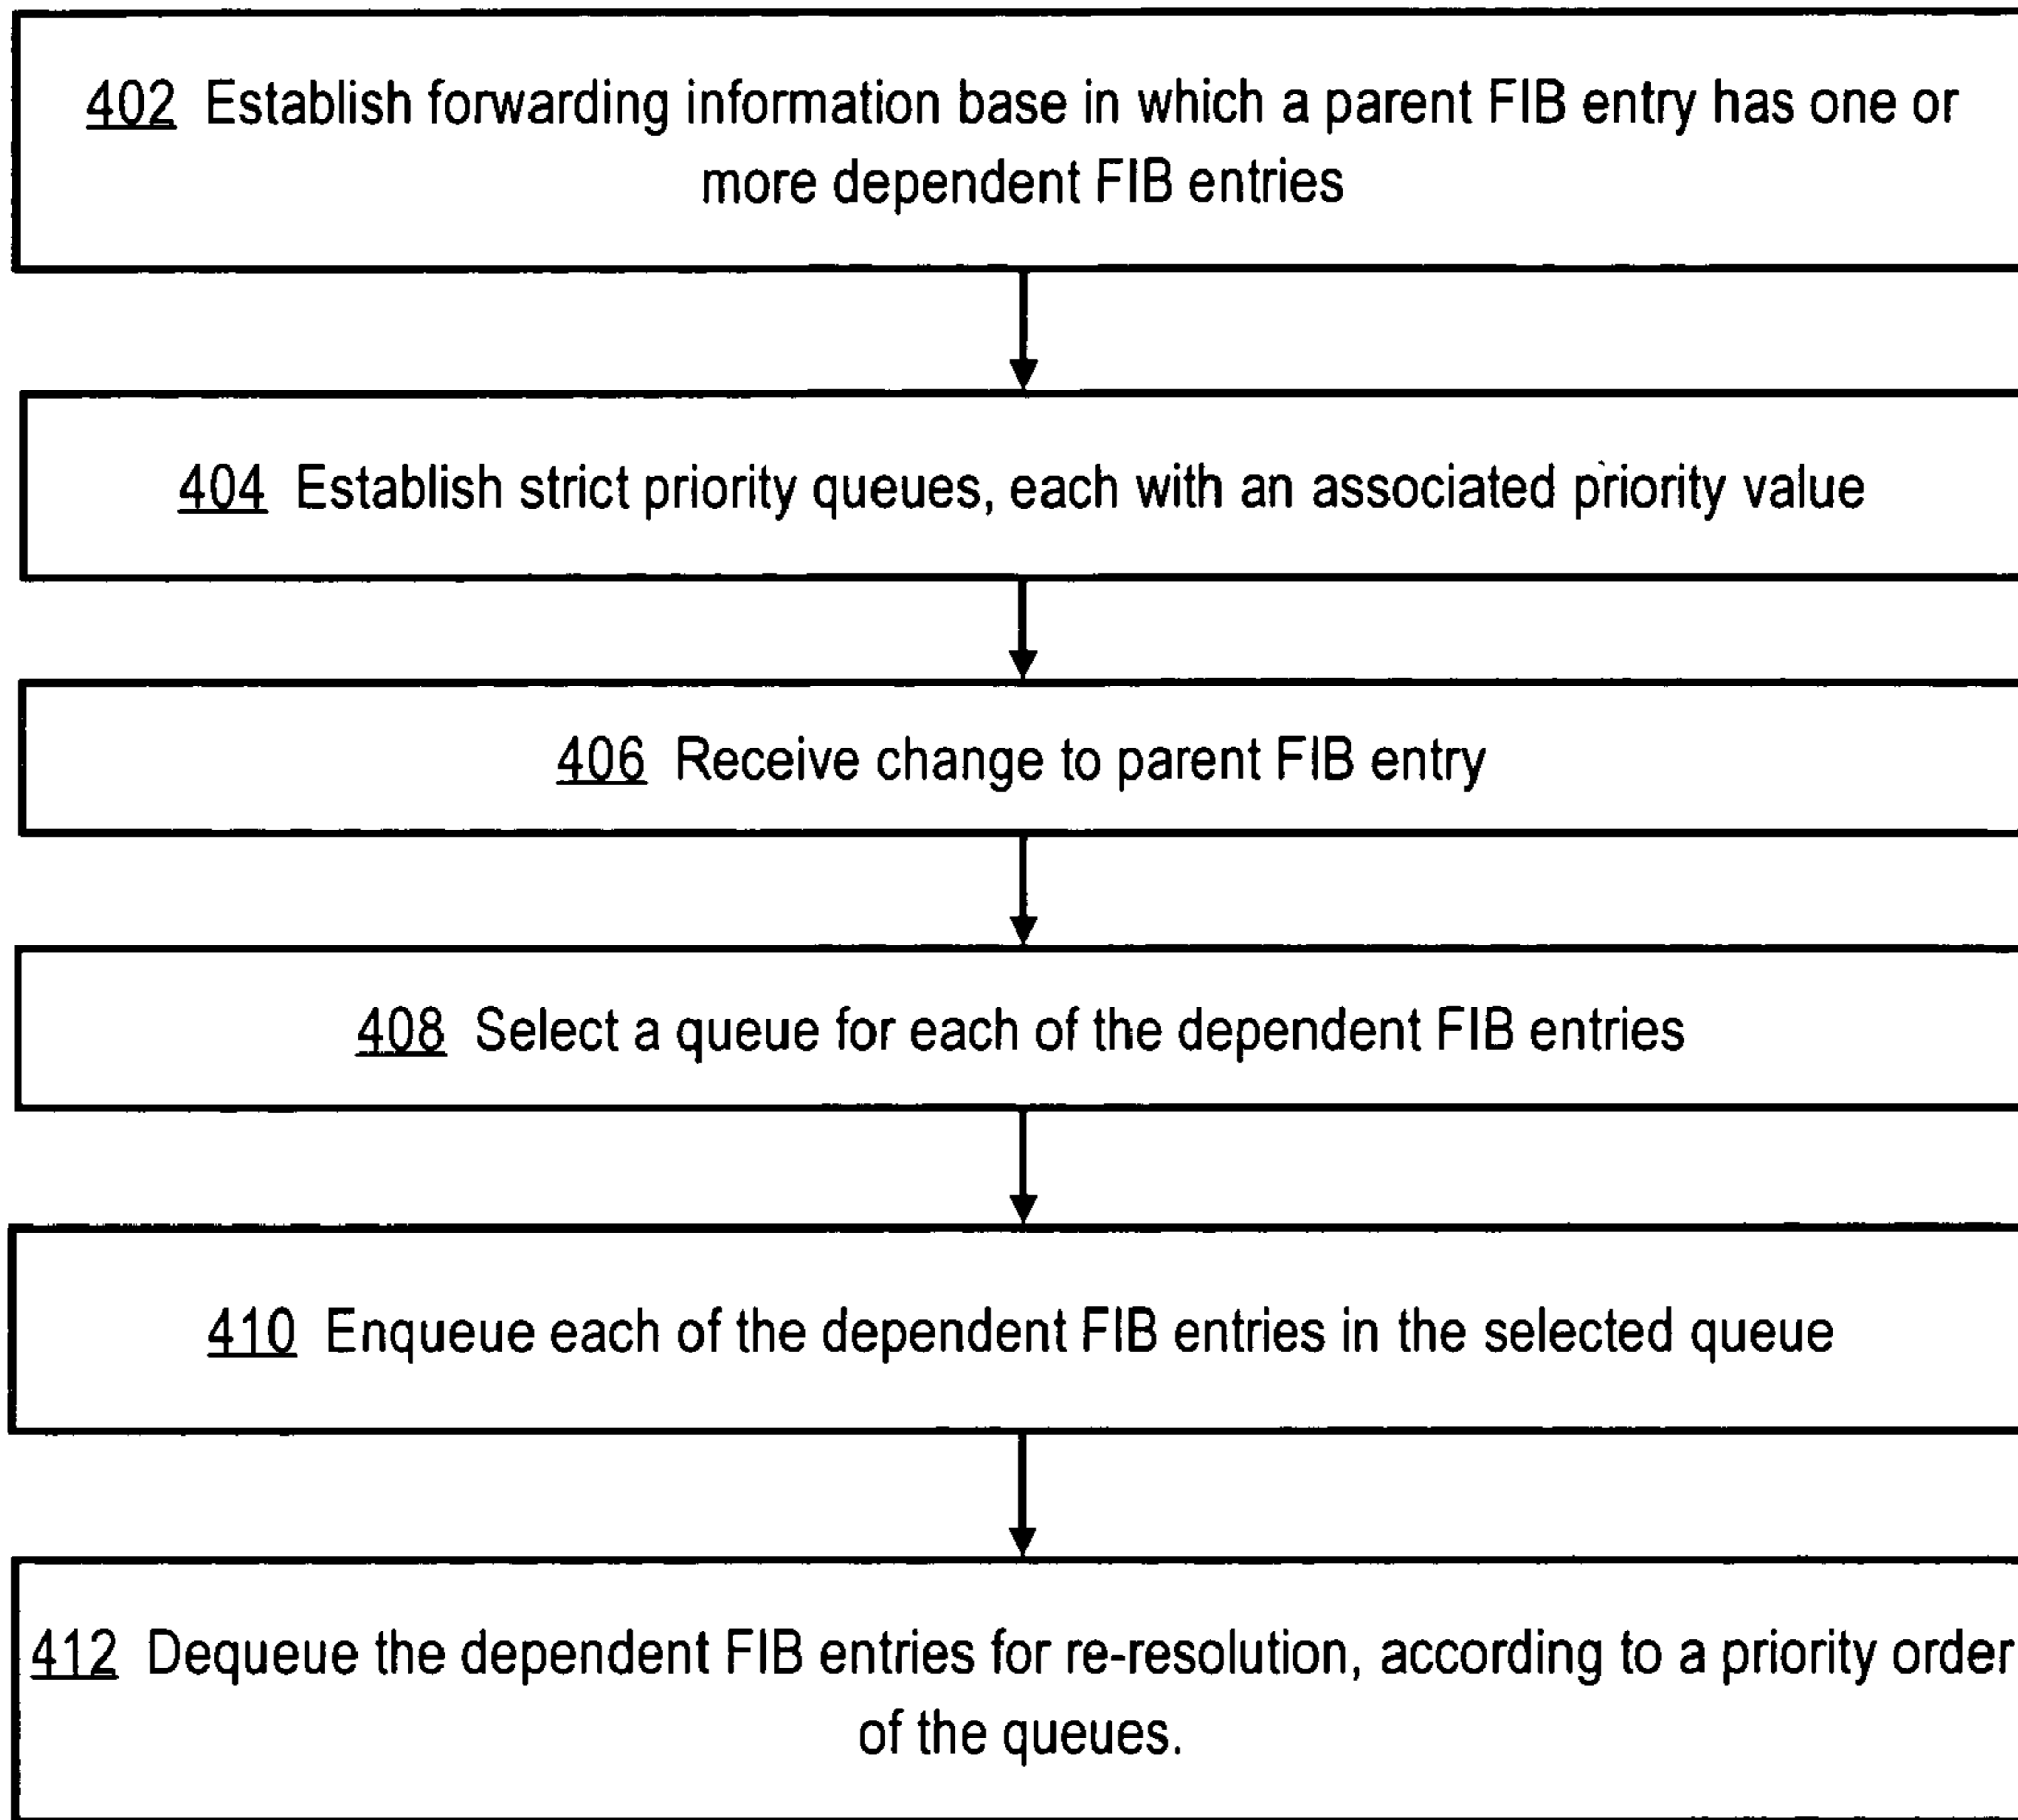 402 Establish forwarding information base in which a parent FIB entry has one or
more dependent FIB entries
404 Establish strict priority queues, each with an associated priority value
406 Receive change to parent FIB entry
408 Select a queue for each of the dependent FIB entries
410 Enqueue each of the dependent FIB entries in the selected queue
412 Dequeue the dependent FIB entries for re-resolution, according to a priority order
of the queues.